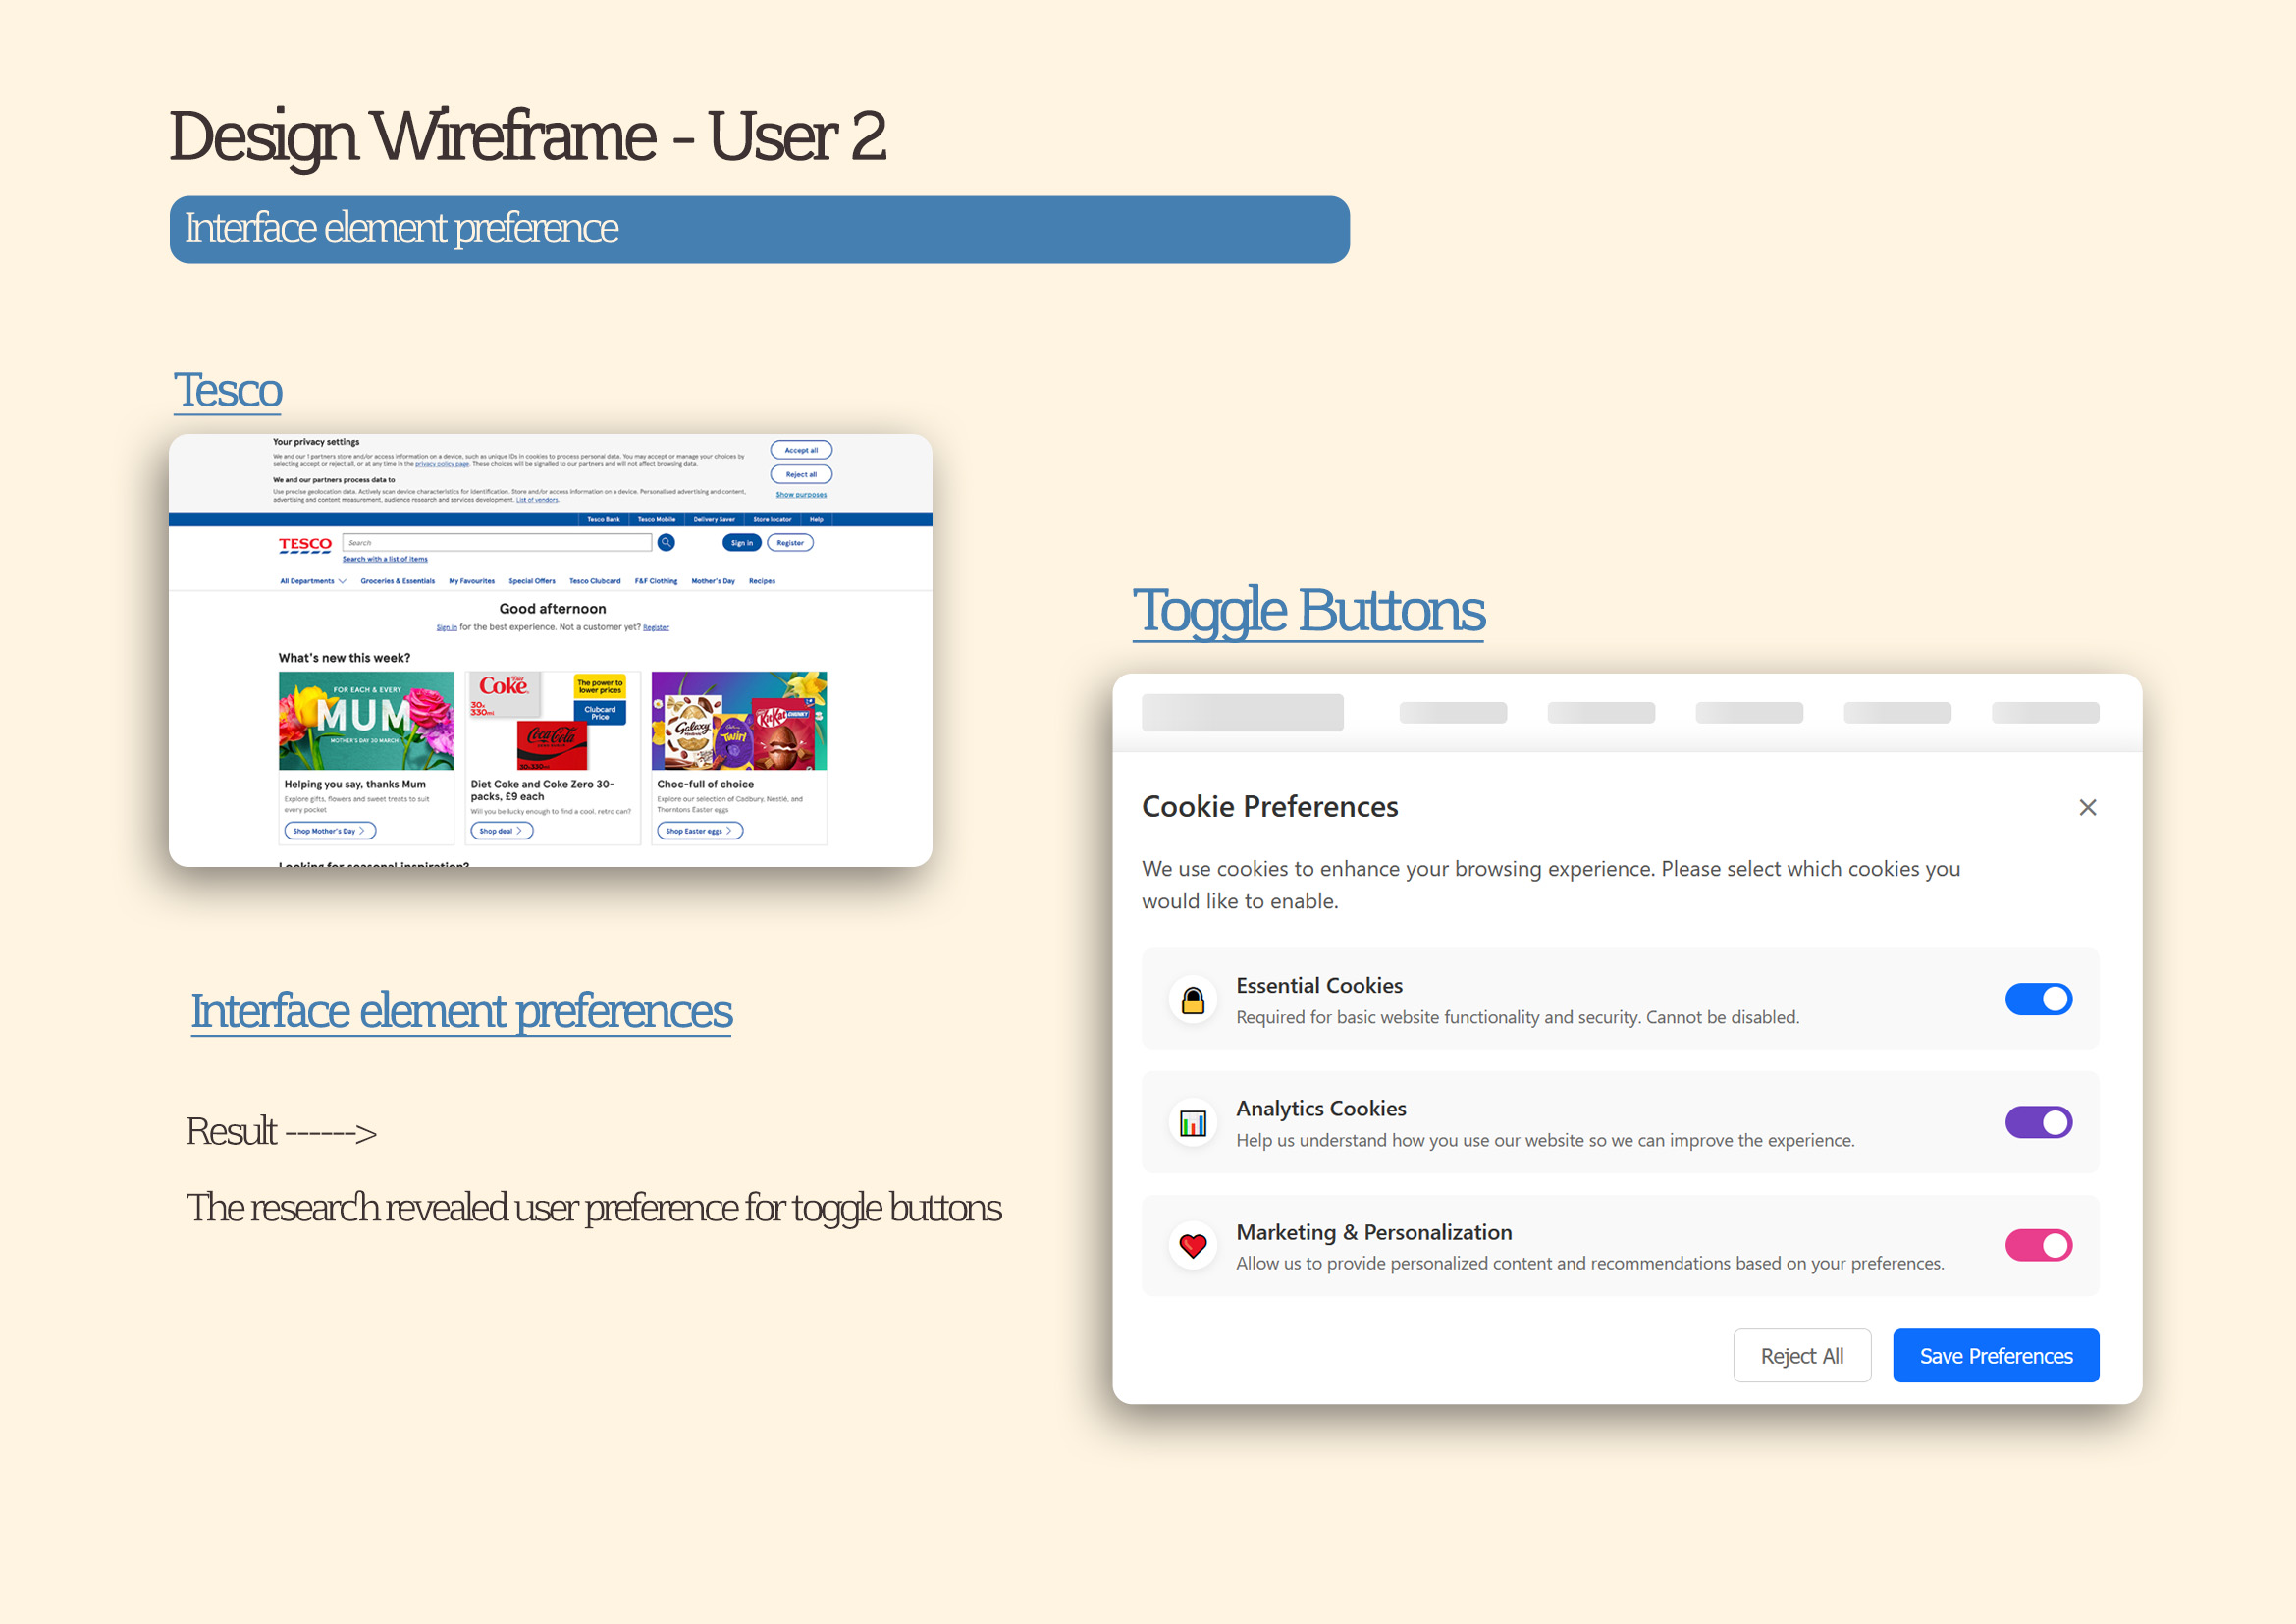 Design Wireframe - User 2
Interface element preference
Tesco
Your privacy settings
We and our 1 partners store and/or access information on a device, such as unique IDs in cookies to process personal data. You may accept or manage your choices by
selecting accept or reject all, or at any time in the privacy policy page. These choices will be signalled to our partners and will not affect browsing data.
We and our partners process data to
Use precise geolocation data. Actively scan device characteristics for identification. Store and/or access information on a device. Personalised advertising and content,
advertising and content measurement, audience research and services development. List of vendors.
Accept all
Reject all
Show purposes
Tesco Bank Tesco Mobile Delivery Saver Store locator Help
TESCO Search Sign in Register
Search with a list of items
All Departments Groceries & Essentials My Favourites Special Offers Tesco Clubcard F&F Clothing Mother's Day Recipes
Good afternoon
Sign in for the best experience. Not a customer yet? Register
What's new this week?
FOR EACH & EVERY
MUM
MOTHER'S DAY 20 MARCH
Helping you say, thanks Mum
Explore gifts, flowers and sweet treats to suit
every pocket
Shop Mother's Day
Diet Coke
30x
330ml
The power to
lower prices
Clubcard
Price
Coca-Cola
30x330ml
Diet Coke and Coke Zero 30-
packs, £9 each
Will you be lucky enough to find a cool, retro can?
Shop deal
Galaxy
Twirl
KitKat CHUNKY
Choc-full of choice
Explore our selection of Cadbury, Nestlé, and
Thorntons Easter eggs
Shop Easter eggs
Looking for seasonal inspiration?
Interface element preferences
Result ------>
The research revealed user preference for toggle buttons
Toggle Buttons
Cookie Preferences
We use cookies to enhance your browsing experience. Please select which cookies you
would like to enable.
Essential Cookies
Required for basic website functionality and security. Cannot be disabled.
Analytics Cookies
Help us understand how you use our website so we can improve the experience.
Marketing & Personalization
Allow us to provide personalized content and recommendations based on your preferences.
Reject All
Save Preferences